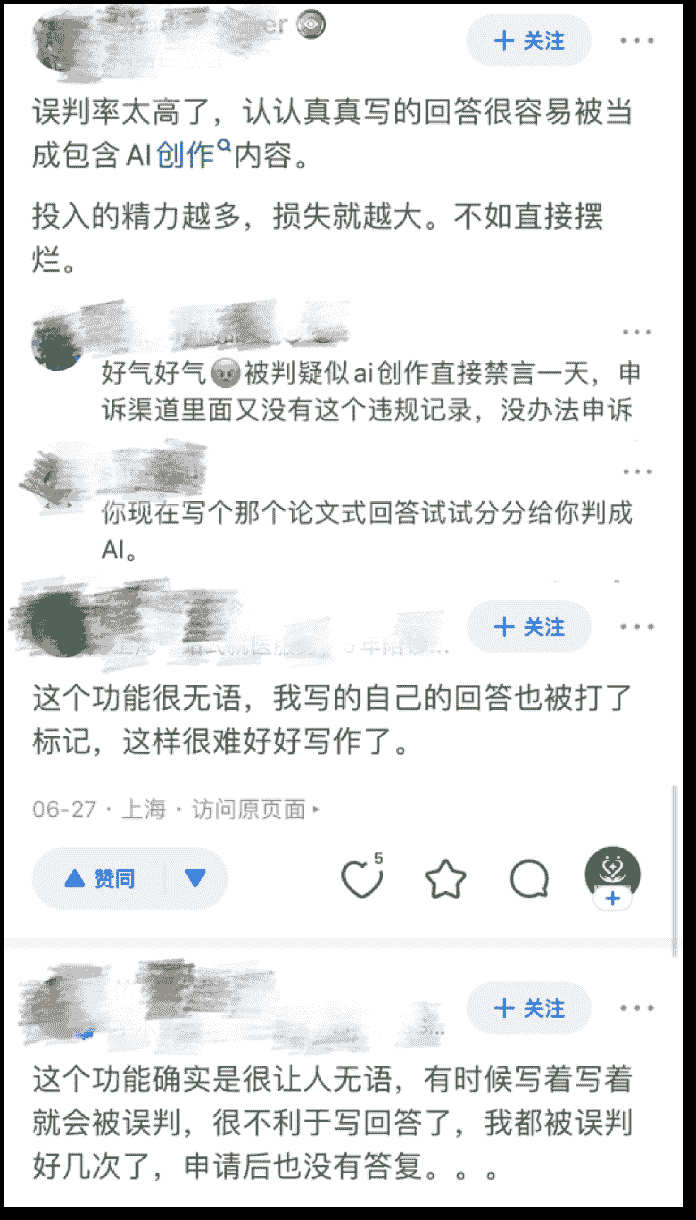 er
+ 关注
误判率太高了，认认真真写的回答很容易被当
成包含AI创作内容。
投入的精力越多，损失就越大。不如直接摆
烂。
好气好气被判疑似ai创作直接禁言一天，申
诉渠道里面又没有这个违规记录，没办法申诉
你现在写个那个论文式回答试试分分给你判成
AI。
+ 关注
这个功能很无语，我写的自己的回答也被打了
标记，这样很难好好写作了。
06-27 · 上海 · 访问原页面
赞同
5
+ 关注
这个功能确实是很让人无语，有时候写着写着
就会被误判，很不利于写回答了，我都被误判
好几次了，申请后也没有答复。。。